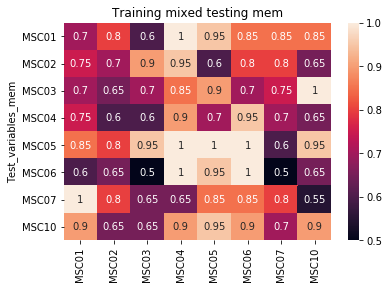 Training mixed testing mem
MSC01 0.7 0.8 0.6 1 0.95 0.85 0.85 0.85
MSC02 0.75 0.7 0.9 0.95 0.6 0.8 0.8 0.65
MSC03 0.7 0.65 0.7 0.85 0.9 0.7 0.75 1
MSC04 0.75 0.6 0.6 0.9 0.7 0.95 0.7 0.65
MSC05 0.85 0.8 0.95 1 1 1 0.6 0.95
MSC06 0.6 0.65 0.5 1 0.95 1 0.5 0.65
MSC07 1 0.8 0.65 0.65 0.85 0.85 0.8 0.55
MSC10 0.9 0.65 0.65 0.9 0.95 0.9 0.7 0.9
MSC01 MSC02 MSC03 MSC04 MSC05 MSC06 MSC07 MSC10
Test_variables_mem
1.0
0.9
0.8
0.7
0.6
0.5